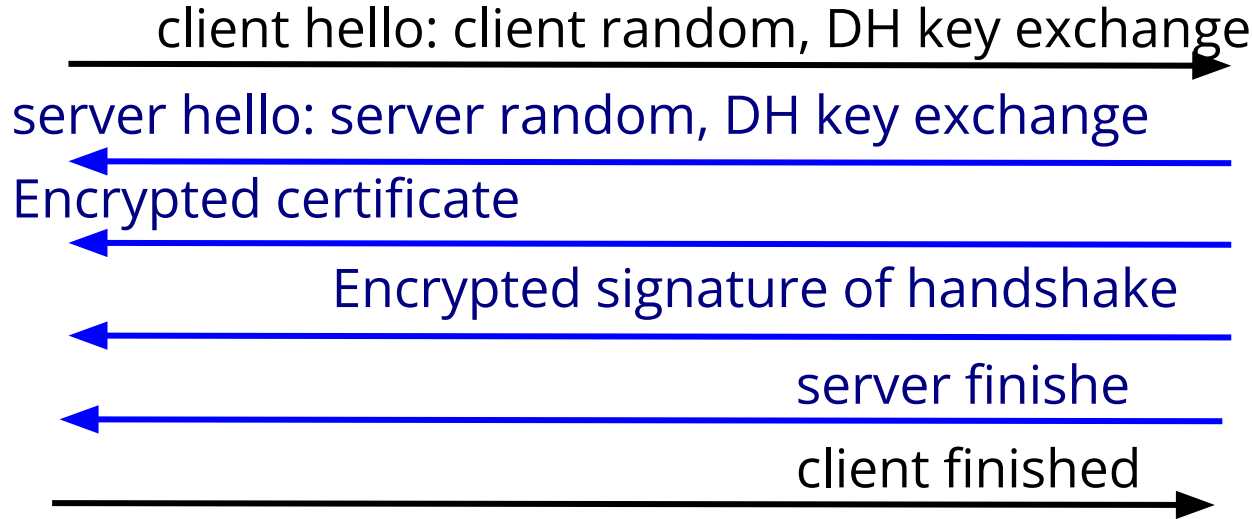 client hello: client random, DH key exchange
server hello: server random, DH key exchange
Encrypted certificate
Encrypted signature of handshake
server finishe
client finished